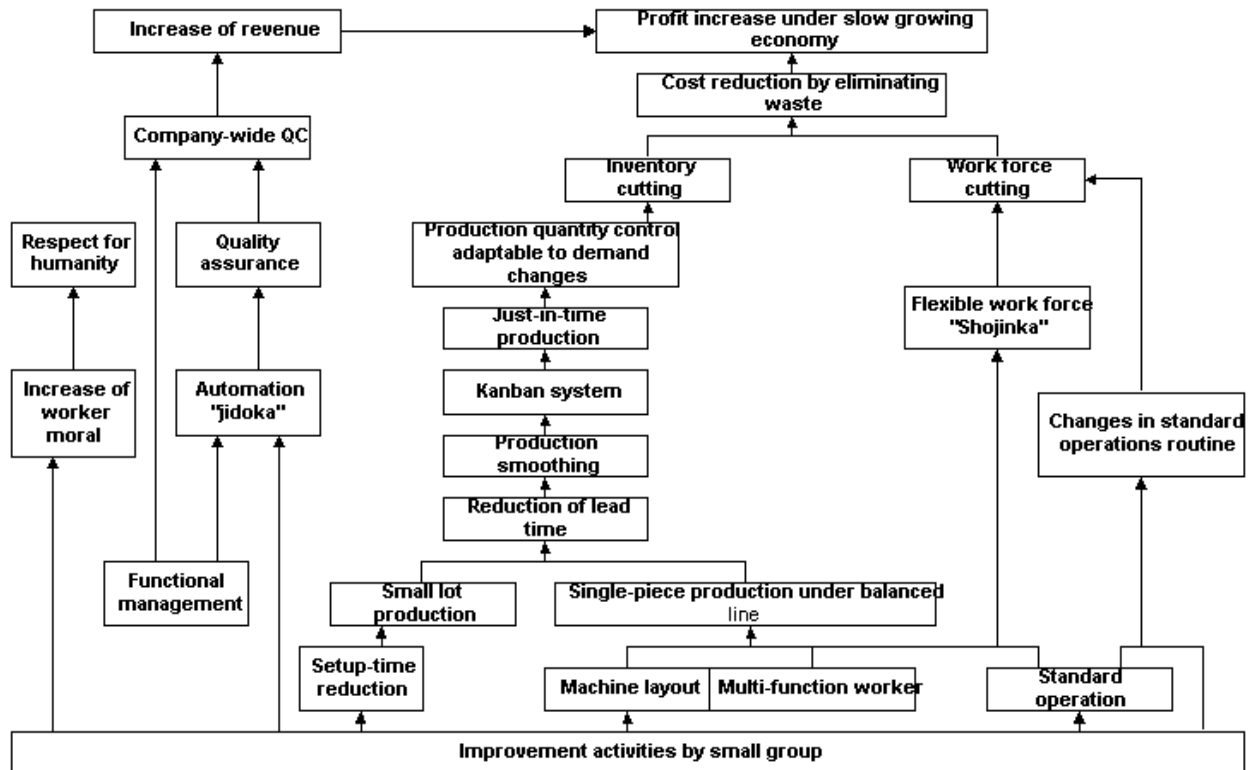 Increase of revenue
Profit increase under slow growing
economy
Cost reduction by eliminating
waste
Company-wide QC
Inventory
cutting
Work force
cutting
Respect for
humanity
Quality
assurance
Production quantity control
adaptable to demand
changes
Just-in-time
production
Flexible work force
"Shojinka"
Increase of
worker
moral
Automation
"jidoka"
Kanban system
Changes in standard
operations routine
Production
smoothing
Reduction of lead
time
Functional
management
Small lot
production
Single-piece production under balanced
line
Setup-time
reduction
Machine layout
Multi-function worker
Standard
operation
Improvement activities by small group